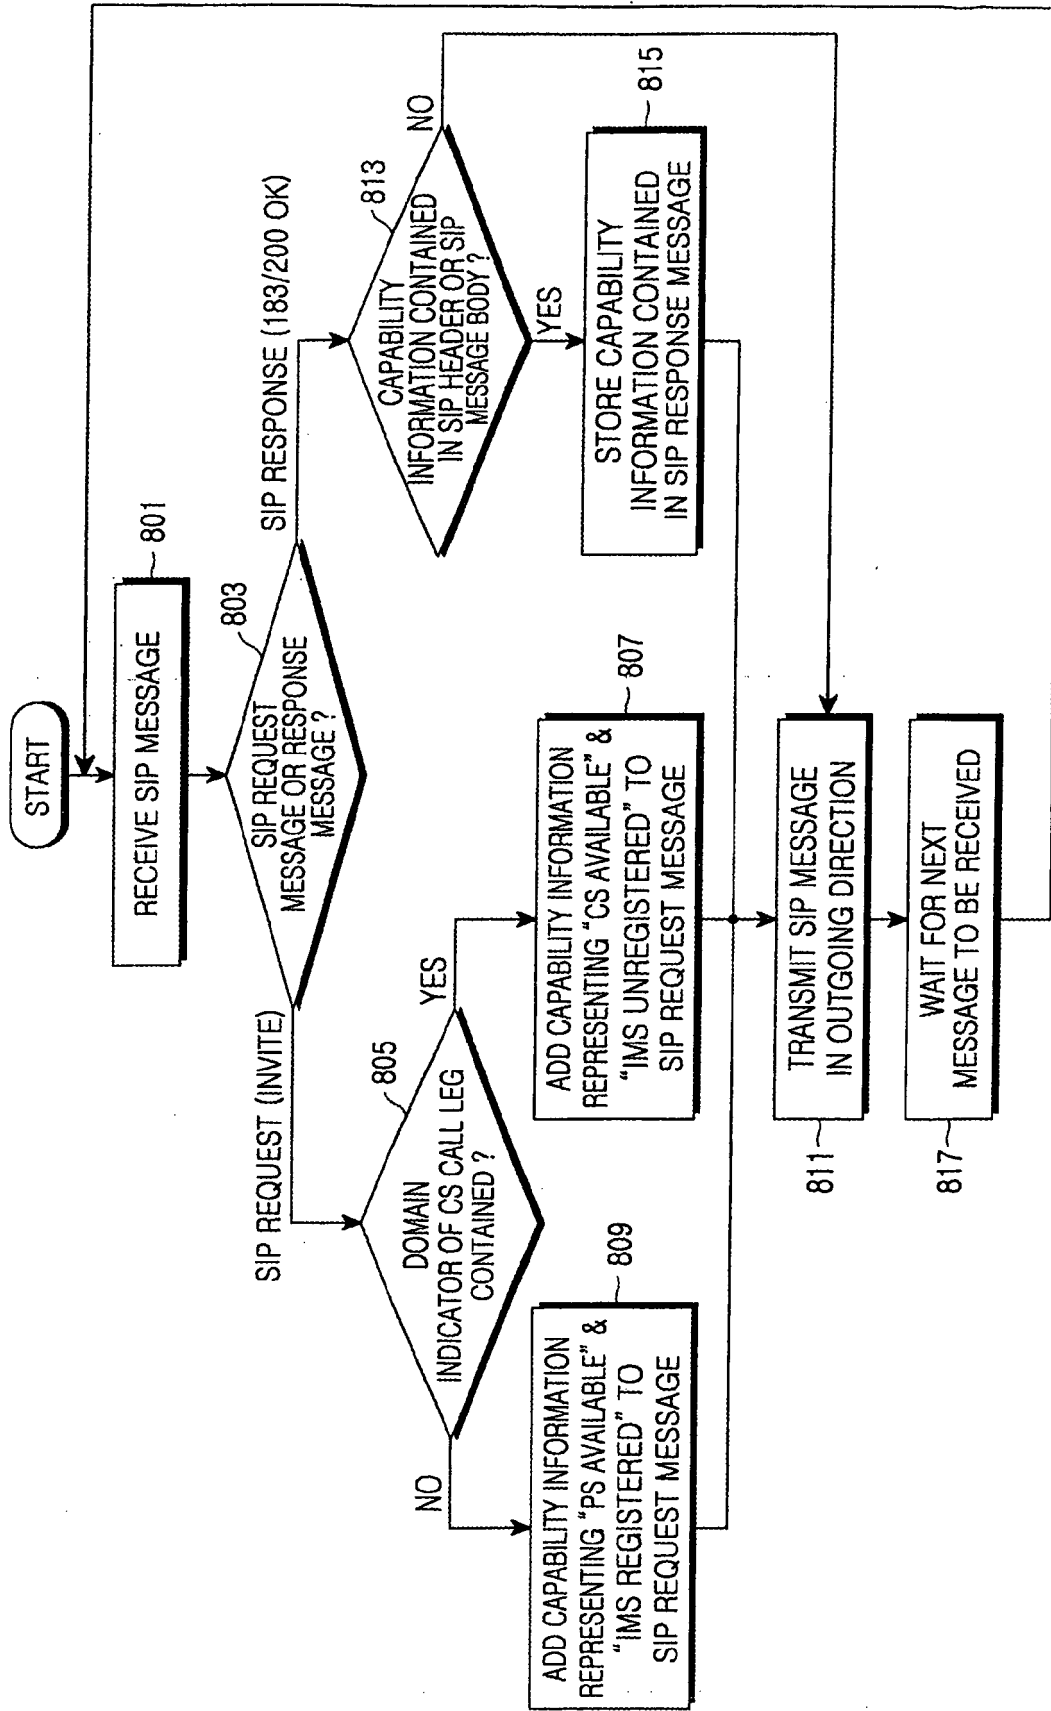 START
RECEIVE SIP MESSAGE
801
SIP REQUEST
MESSAGE OR RESPONSE
MESSAGE ?
803
SIP REQUEST (INVITE)
SIP RESPONSE (183/200 OK)
DOMAIN
INDICATOR OF CS CALL LEG
CONTAINED ?
805
NO
YES
CAPABILITY
INFORMATION CONTAINED
IN SIP HEADER OR SIP
MESSAGE BODY ?
813
NO
YES
ADD CAPABILITY INFORMATION
REPRESENTING “PS AVAILABLE” &
“IMS REGISTERED” TO
SIP REQUEST MESSAGE
809
ADD CAPABILITY INFORMATION
REPRESENTING “CS AVAILABLE” &
“IMS UNREGISTERED” TO
SIP REQUEST MESSAGE
807
STORE CAPABILITY
INFORMATION CONTAINED
IN SIP RESPONSE MESSAGE
815
TRANSMIT SIP MESSAGE
IN OUTGOING DIRECTION
811
WAIT FOR NEXT
MESSAGE TO BE RECEIVED
817